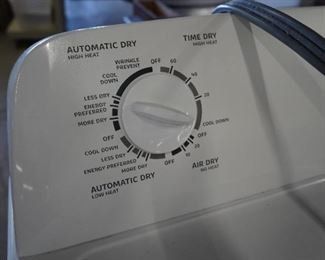 AUTOMATIC DRY
HIGH HEAT
TIME DRY
HIGH HEAT
WRINKLE
PREVENT
OFF
60
40
20
COOL DOWN
OFF
10
20
AIR DRY
NO HEAT
OFF
MORE DRY
ENERGY PREFERRED
LESS DRY
COOL DOWN
AUTOMATIC DRY
LOW HEAT
OFF
MORE DRY
ENERGY
PREFERRED
LESS DRY
COOL
DOWN